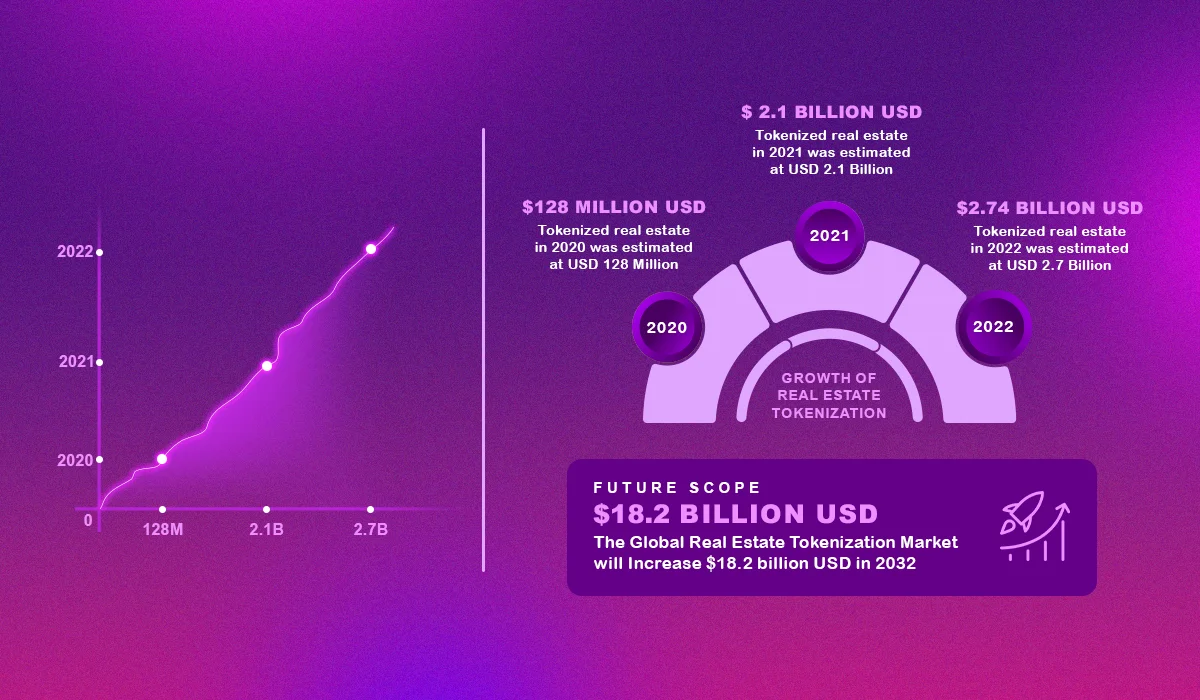 2022
2021
2020
0
128M
2.1B
2.7B
$ 2.1 BILLION USD
Tokenized real estate
in 2021 was estimated
at USD 2.1 Billion
$128 MILLION USD
Tokenized real estate
in 2020 was estimated
at USD 128 Million
$2.74 BILLION USD
Tokenized real estate
in 2022 was estimated
at USD 2.7 Billion
2021
2020
2022
GROWTH OF
REAL ESTATE
TOKENIZATION
FUTURE SCOPE
$18.2 BILLION USD
The Global Real Estate Tokenization Market
will Increase $18.2 billion USD in 2032